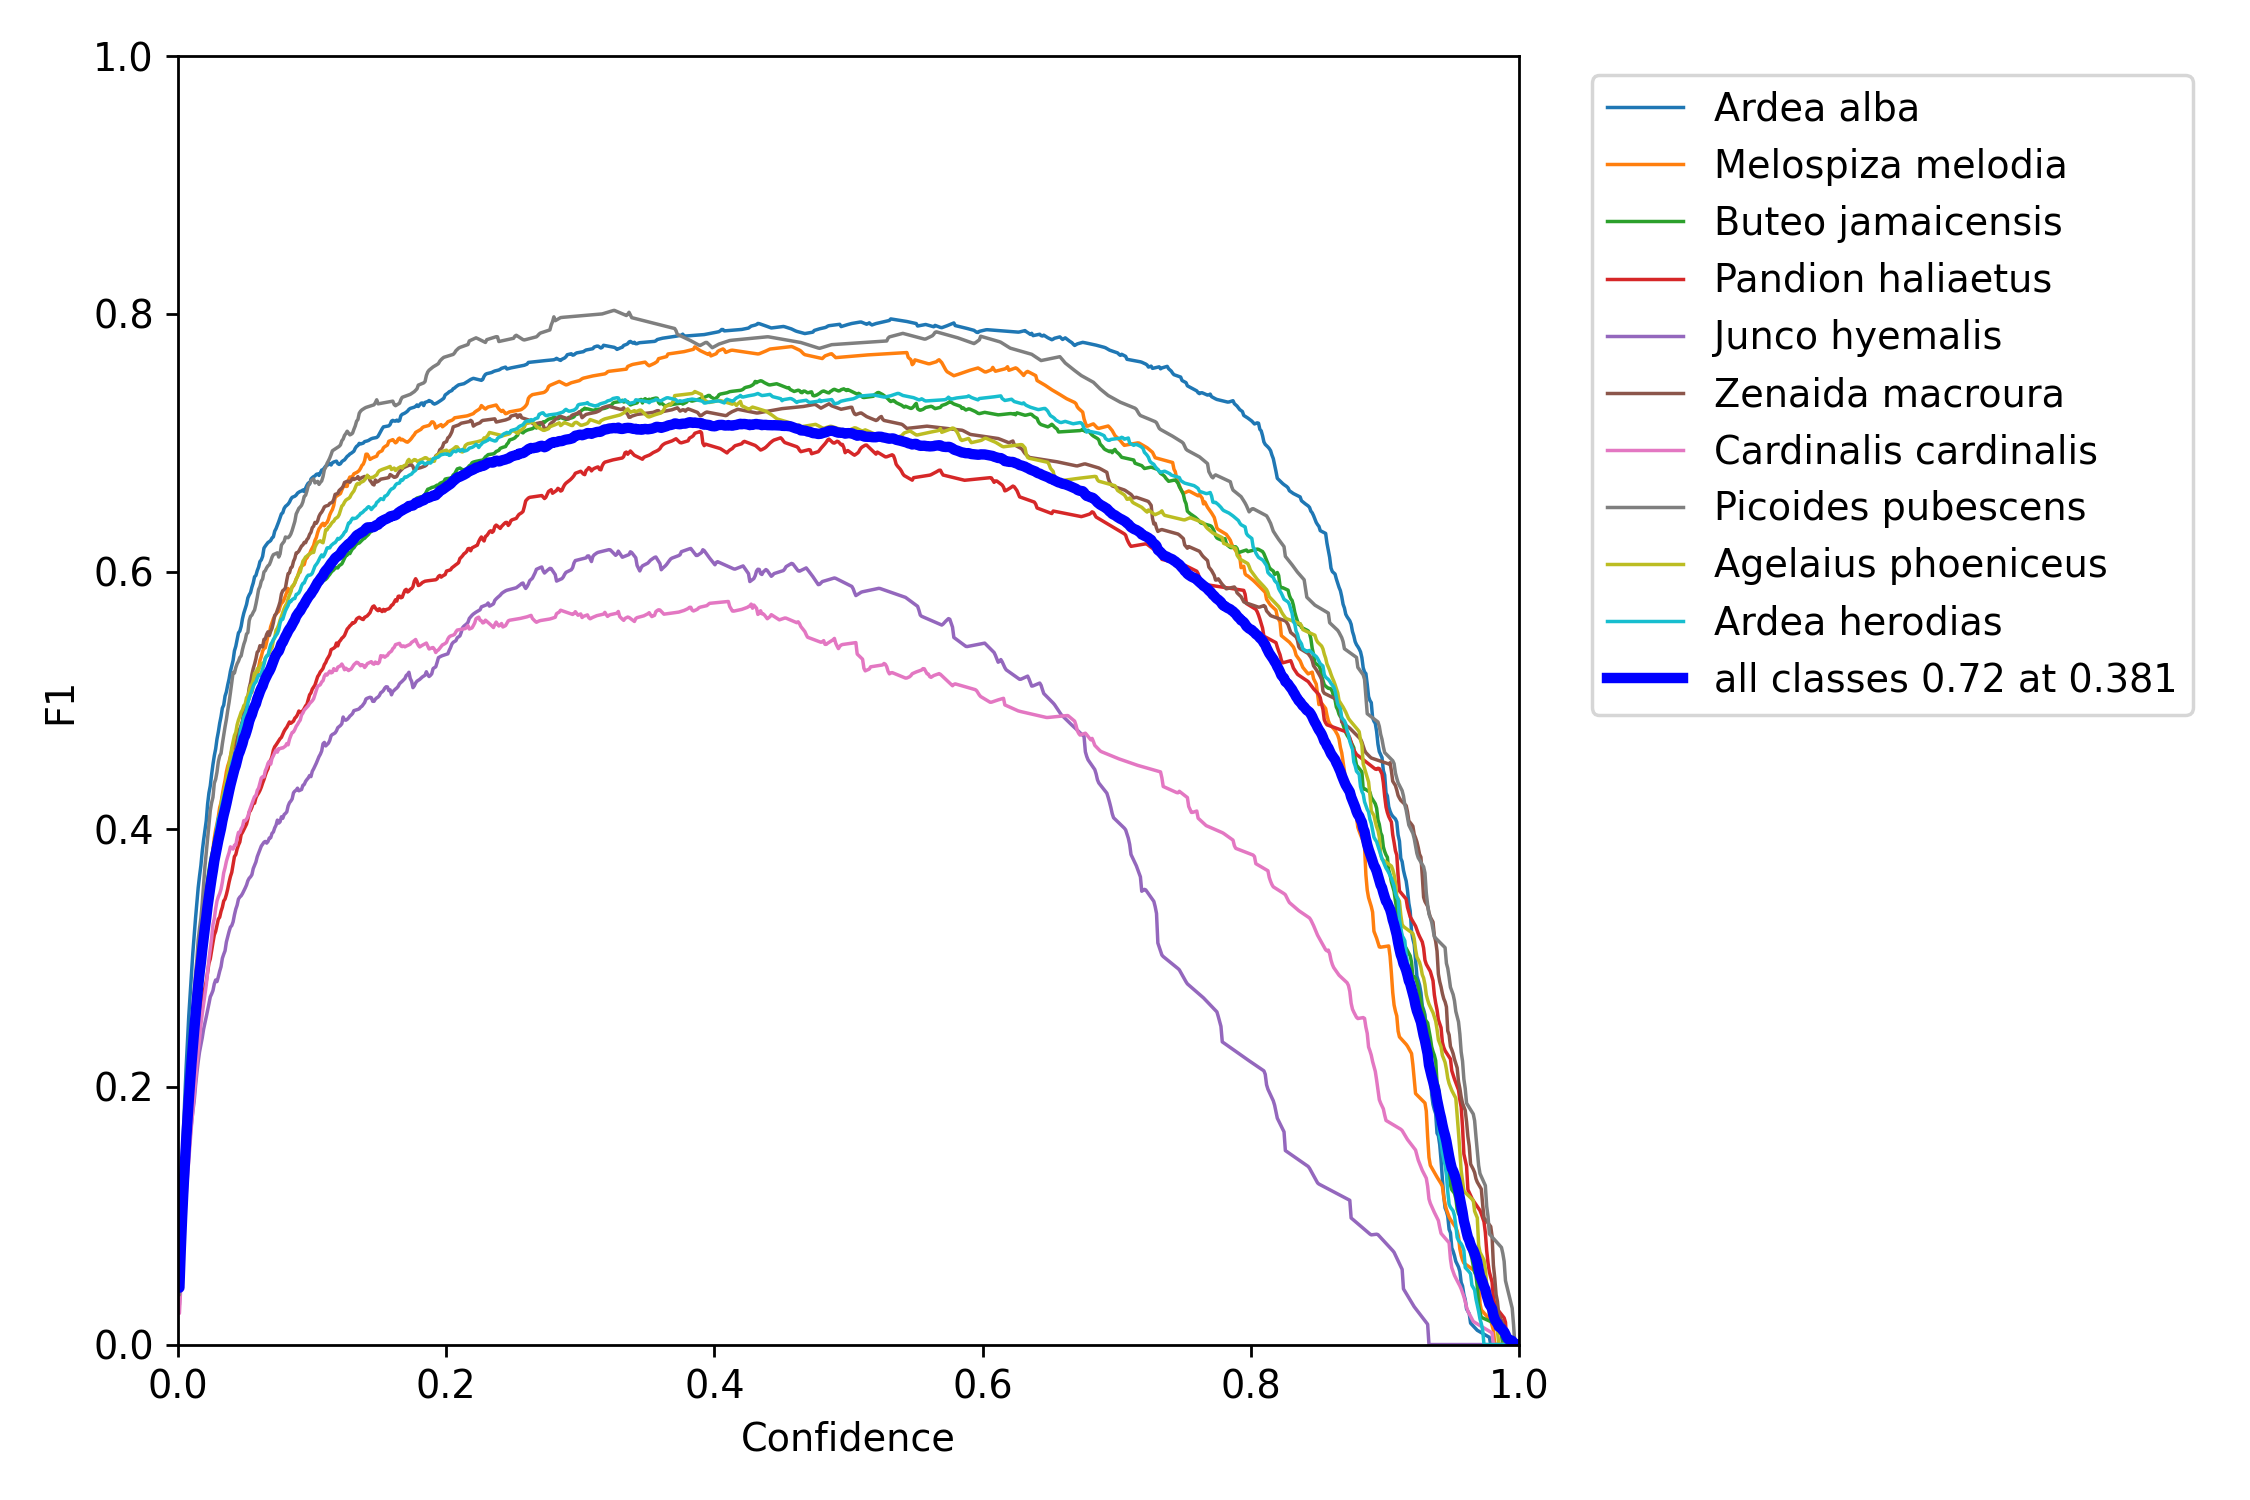 1.0
0.8
0.6
0.4
0.2
0.0
F1
0.0 0.2 0.4 0.6 0.8 1.0
Confidence
Ardea alba
Melospiza melodia
Buteo jamaicensis
Pandion haliaetus
Junco hyemalis
Zenaida macroura
Cardinalis cardinalis
Picoides pubescens
Agelaius phoeniceus
Ardea herodias
all classes 0.72 at 0.381